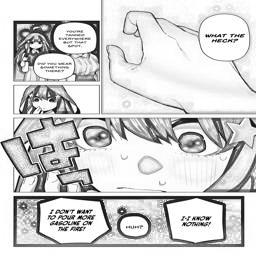 WHAT THE
HECK?
YOU'RE
TANNED
EVERYWHERE
BUT THAT
SPOT.
DID YOU WEAR
SOMETHING
THERE?
I-I KNOW
NOTHING!
HUH?
I DON'T WANT
TO POUR MORE
GASOLINE ON
THE FIRE!